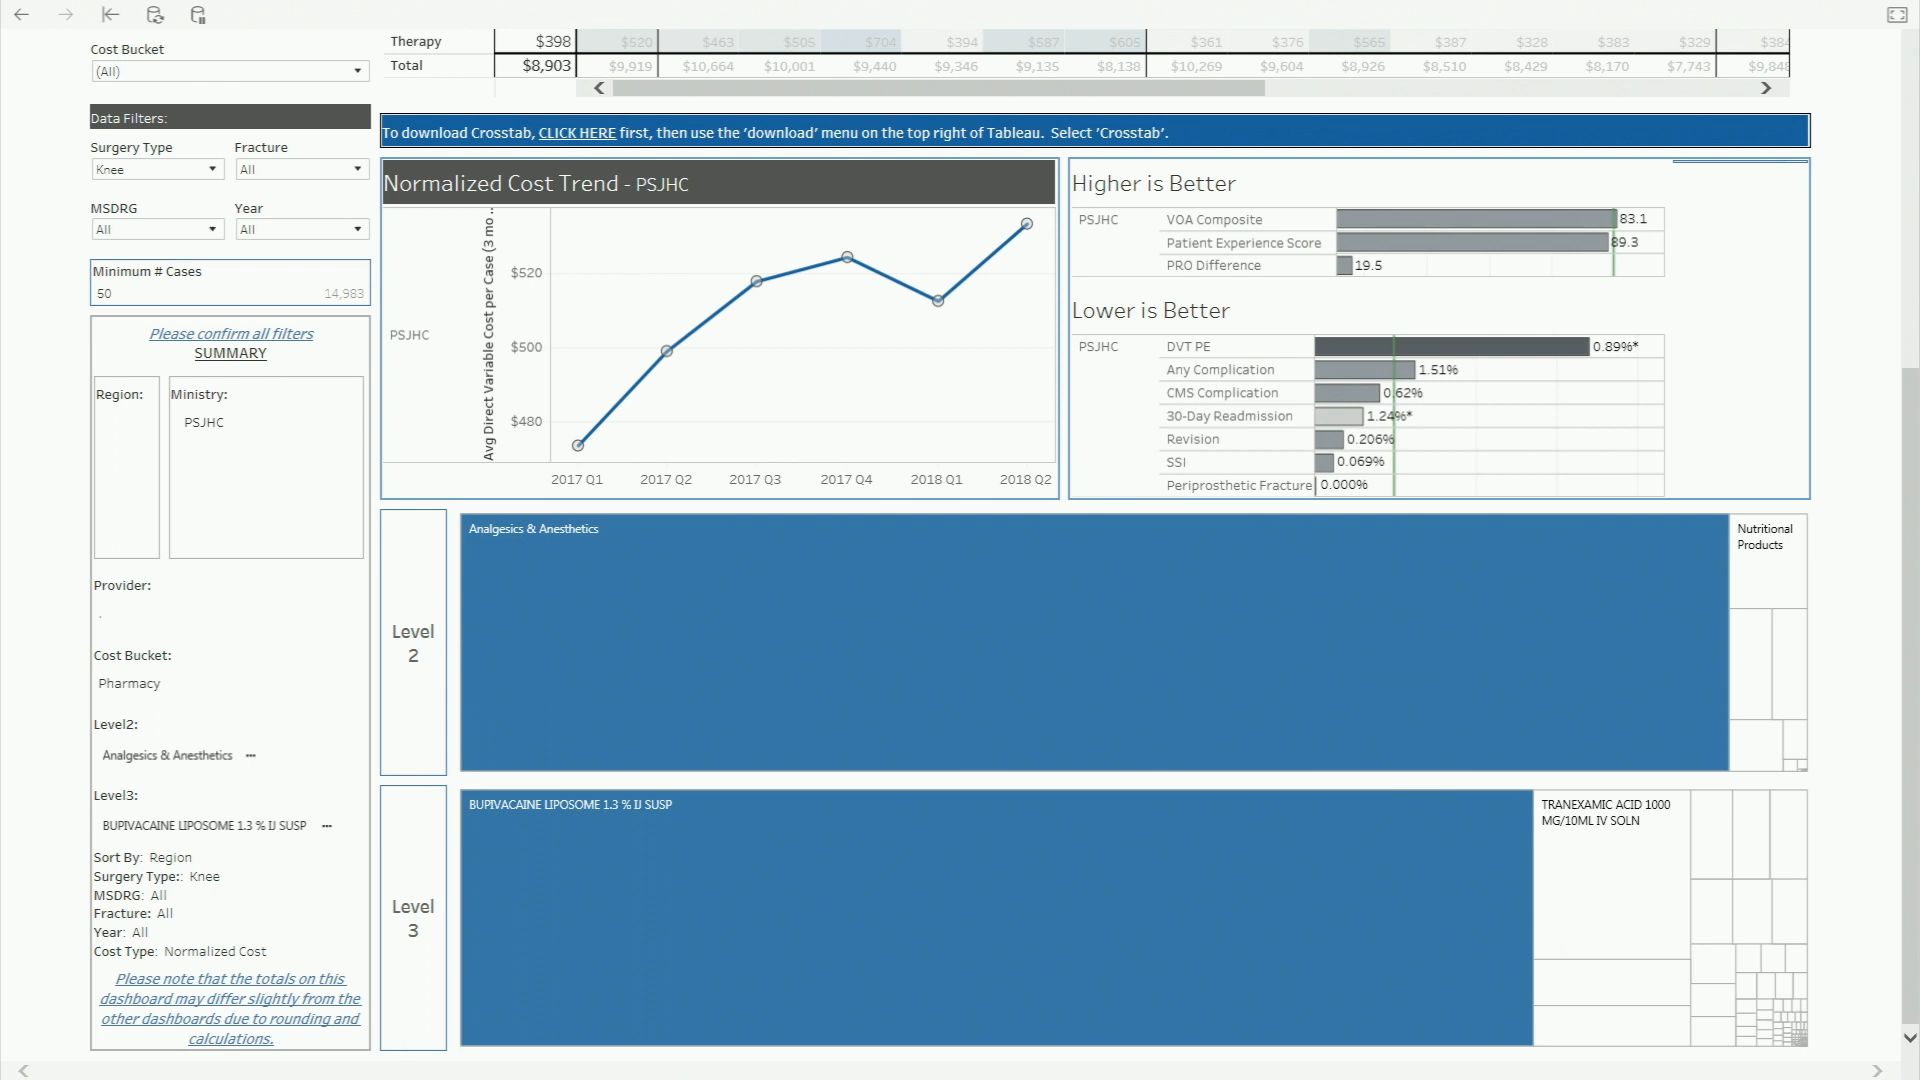 Cost Bucket
(All)
Therapy $398 $520 $463 $505 $704 $394 $587 $605 $361 $376 $565 $387 $328 $383 $329 $384
Total $8,903 $9,919 $10,664 $10,001 $9,440 $9,346 $9,135 $8,138 $10,269 $9,604 $8,926 $8,510 $8,429 $8,170 $7,743 $9,848
Data Filters:
Surgery Type Fracture
Knee All
MSDRG Year
All All
Minimum # Cases
50 14,983
Please confirm all filters
SUMMARY
Region: Ministry:
PSJHC
Provider:
.
Cost Bucket:
Pharmacy
Level2:
Analgesics & Anesthetics ...
Level3:
BUPIVACAINE LIPOSOME 1.3 % IJ SUSP ...
Sort By: Region
Surgery Type:: Knee
MSDRG: All
Fracture: All
Year: All
Cost Type: Normalized Cost
Please note that the totals on this
dashboard may differ slightly from the
other dashboards due to rounding and
calculations.
To download Crosstab, CLICK HERE first, then use the ‘download’ menu on the top right of Tableau. Select ‘Crosstab’.
Normalized Cost Trend - PSJHC
PSJHC
Avg Direct Variable Cost per Case (3 mo ..
$520
$500
$480
2017 Q1 2017 Q2 2017 Q3 2017 Q4 2018 Q1 2018 Q2
Higher is Better
PSJHC VOA Composite 83.1
Patient Experience Score 89.3
PRO Difference 19.5
Lower is Better
PSJHC DVT PE 0.89%*
Any Complication 1.51%
CMS Complication 0.62%
30-Day Readmission 1.24%*
Revision 0.206%
SSI 0.069%
Periprosthetic Fracture 0.000%
Level
2
Analgesics & Anesthetics
Nutritional
Products
Level
3
BUPIVACAINE LIPOSOME 1.3 % IJ SUSP
TRANEXAMIC ACID 1000
MG/10ML IV SOLN